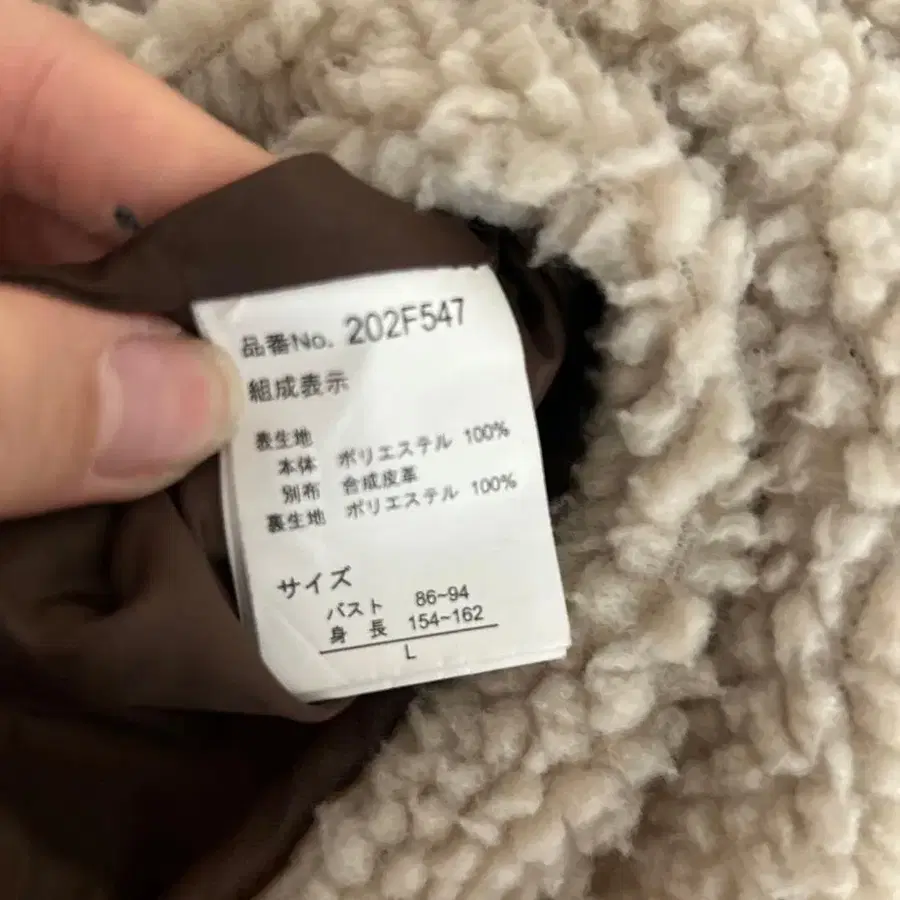 品番No. 202F547
組成表示
表生地
本体 ポリエステル 100%
別布 合成皮革
裏生地 ポリエステル 100%
サイズ
バスト 86~94
身長 154~162
L